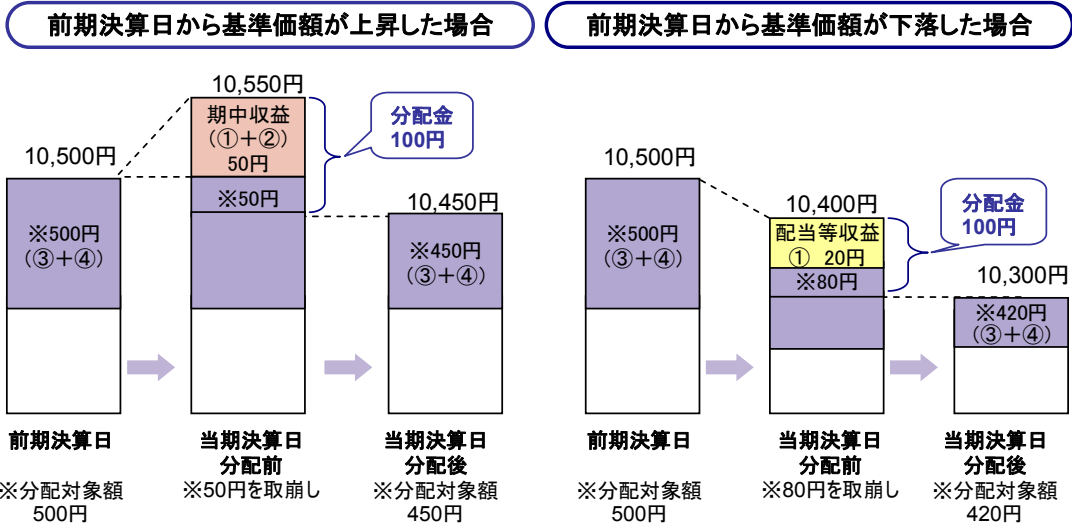 前期決算日から基準価額が上昇した場合
10,550円
期中収益
(①+②)
50円
分配金
100円
10,500円
※50円
10,450円
※500円
(③+④)
※450円
(③+④)
前期決算日
当期決算日
分配前
当期決算日
分配後
※分配対象額
500円
※50円を取崩し
※分配対象額
450円
前期決算日から基準価額が下落した場合
10,500円
10,400円
分配金
100円
※500円
(③+④)
配当等収益
① 20円
※80円
10,300円
※420円
(③+④)
前期決算日
当期決算日
分配前
当期決算日
分配後
※分配対象額
500円
※80円を取崩し
※分配対象額
420円